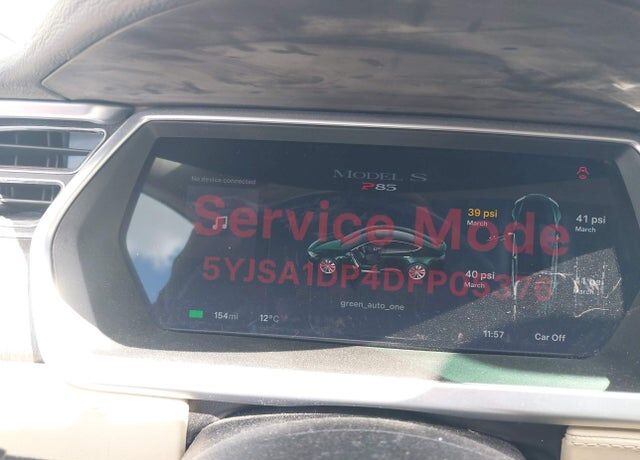 No device connected
MODEL S
P85
39 psi
March
41 psi
March
Service Mode
40 psi
March
March
green_auto_one
154mi
12°C
11:57
Car Off